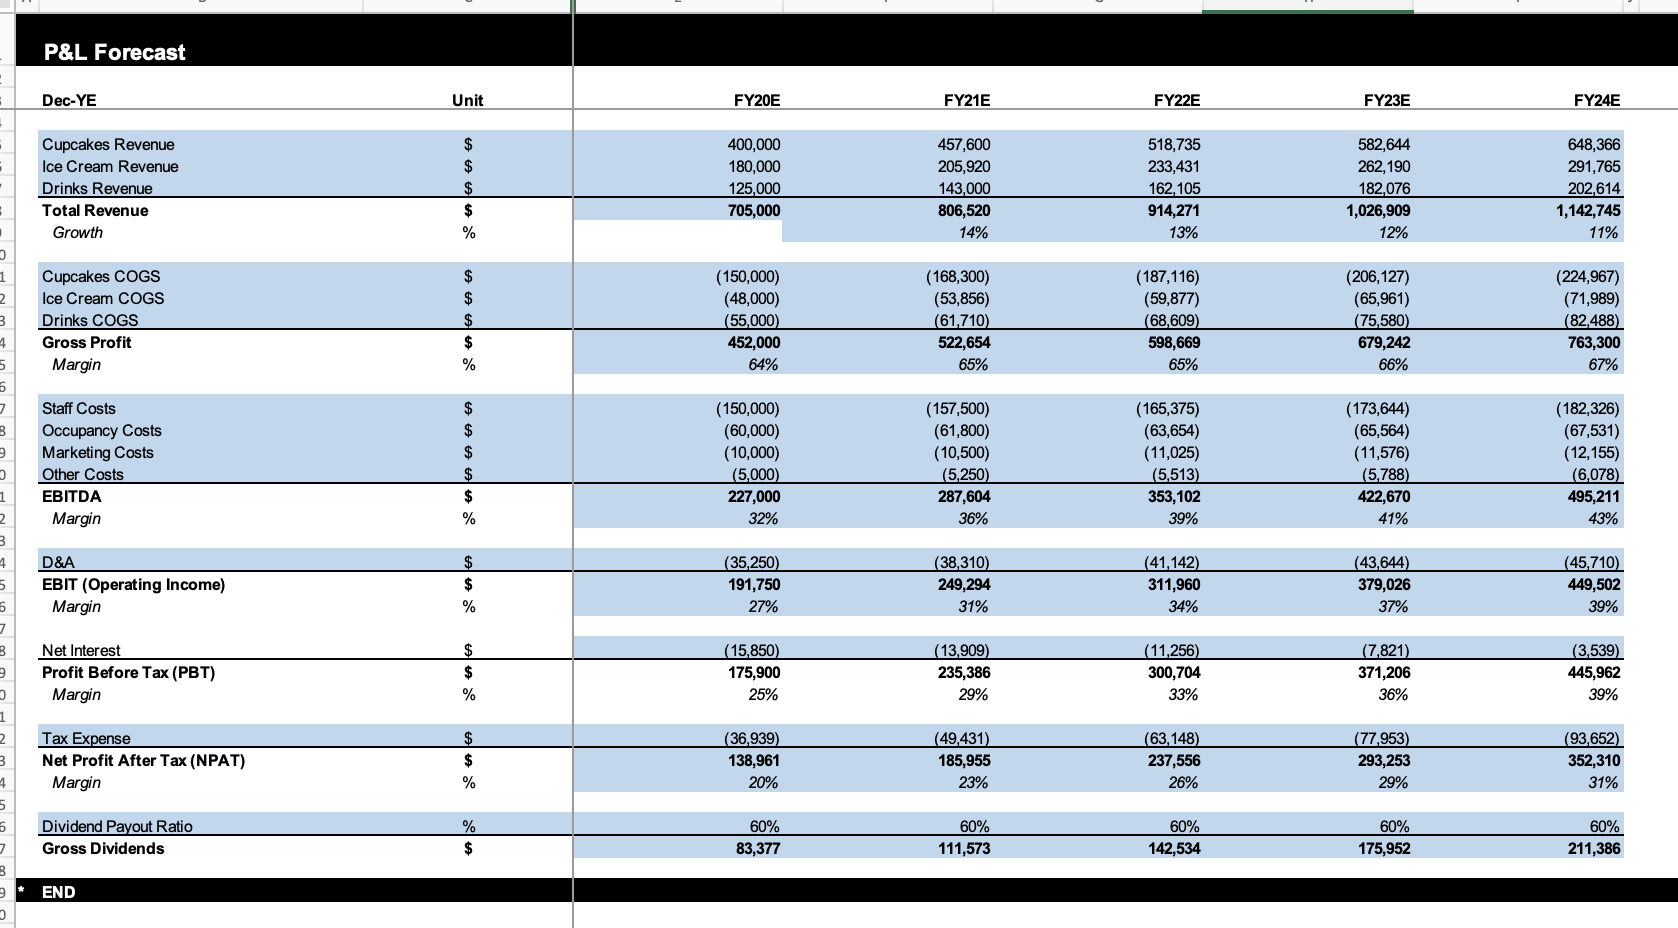 P&L Forecast
Dec-YE Unit FY20E FY21E FY22E FY23E FY24E
Cupcakes Revenue $ 400,000 457,600 518,735 582,644 648,366
Ice Cream Revenue $ 180,000 205,920 233,431 262,190 291,765
Drinks Revenue $ 125,000 143,000 162,105 182,076 202,614
Total Revenue $ 705,000 806,520 914,271 1,026,909 1,142,745
Growth % 14% 13% 12% 11%
Cupcakes COGS $ (150,000) (168,300) (187,116) (206,127) (224,967)
Ice Cream COGS $ (48,000) (53,856) (59,877) (65,961) (71,989)
Drinks COGS $ (55,000) (61,710) (68,609) (75,580) (82,488)
Gross Profit $ 452,000 522,654 598,669 679,242 763,300
Margin % 64% 65% 65% 66% 67%
Staff Costs $ (150,000) (157,500) (165,375) (173,644) (182,326)
Occupancy Costs $ (60,000) (61,800) (63,654) (65,564) (67,531)
Marketing Costs $ (10,000) (10,500) (11,025) (11,576) (12,155)
Other Costs $ (5,000) (5,250) (5,513) (5,788) (6,078)
EBITDA $ 227,000 287,604 353,102 422,670 495,211
Margin % 32% 36% 39% 41% 43%
D&A $ (35,250) (38,310) (41,142) (43,644) (45,710)
EBIT (Operating Income) $ 191,750 249,294 311,960 379,026 449,502
Margin % 27% 31% 34% 37% 39%
Net Interest $ (15,850) (13,909) (11,256) (7,821) (3,539)
Profit Before Tax (PBT) $ 175,900 235,386 300,704 371,206 445,962
Margin % 25% 29% 33% 36% 39%
Tax Expense $ (36,939) (49,431) (63,148) (77,953) (93,652)
Net Profit After Tax (NPAT) $ 138,961 185,955 237,556 293,253 352,310
Margin % 20% 23% 26% 29% 31%
Dividend Payout Ratio % 60% 60% 60% 60% 60%
Gross Dividends $ 83,377 111,573 142,534 175,952 211,386
* END